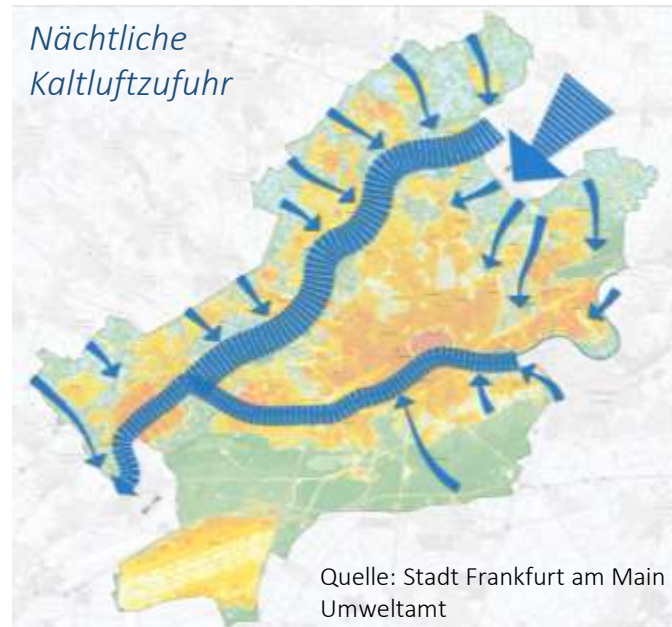 Nächtliche
Kaltluftzufuhr
Quelle: Stadt Frankfurt am Main
Umweltamt